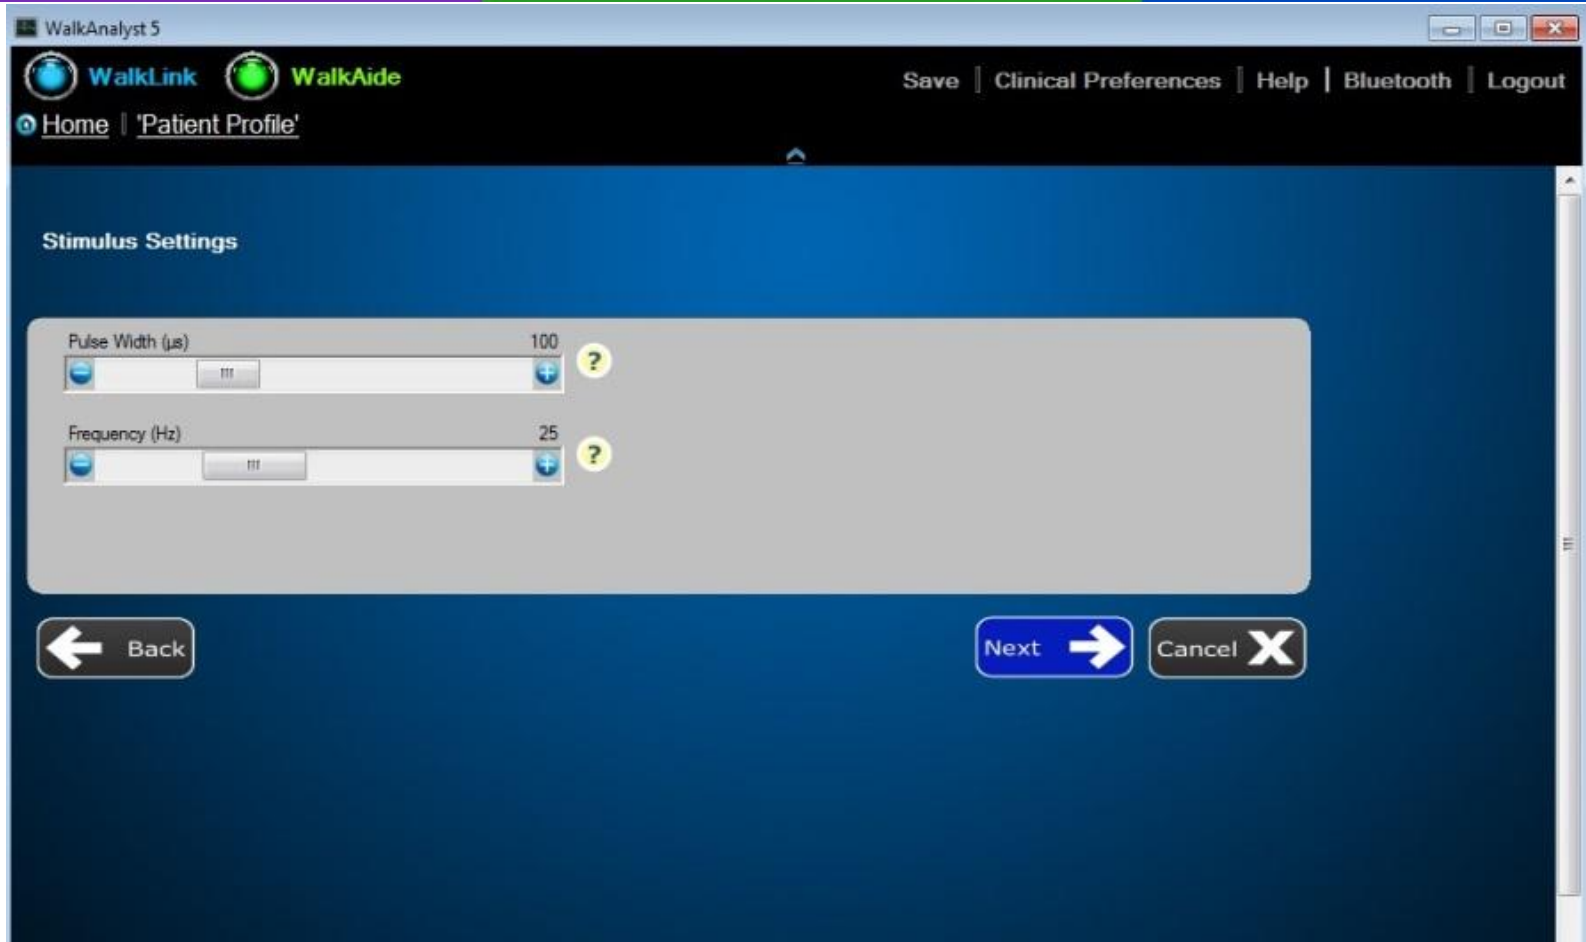 WalkAnalyst 5
WalkLink WalkAide Save | Clinical Preferences | Help | Bluetooth | Logout
Home | 'Patient Profile'
Stimulus Settings
Pulse Width (µs) 100
?
Frequency (Hz) 25
?
Back Next Cancel X